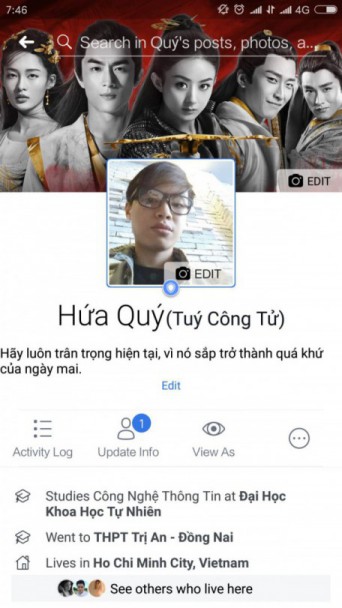 7:46
4G
Search in Quý's posts, photos, a...
EDIT
EDIT
Hứa Quý(Tuý Công Tử)
Hãy luôn trân trọng hiện tại, vì nó sắp trở thành quá khứ
của ngày mai.
Edit
1
Activity Log
Update Info
View As
Studies Công Nghệ Thông Tin at Đại Học
Khoa Học Tự Nhiên
Went to THPT Trị An - Đồng Nai
Lives in Ho Chi Minh City, Vietnam
See others who live here